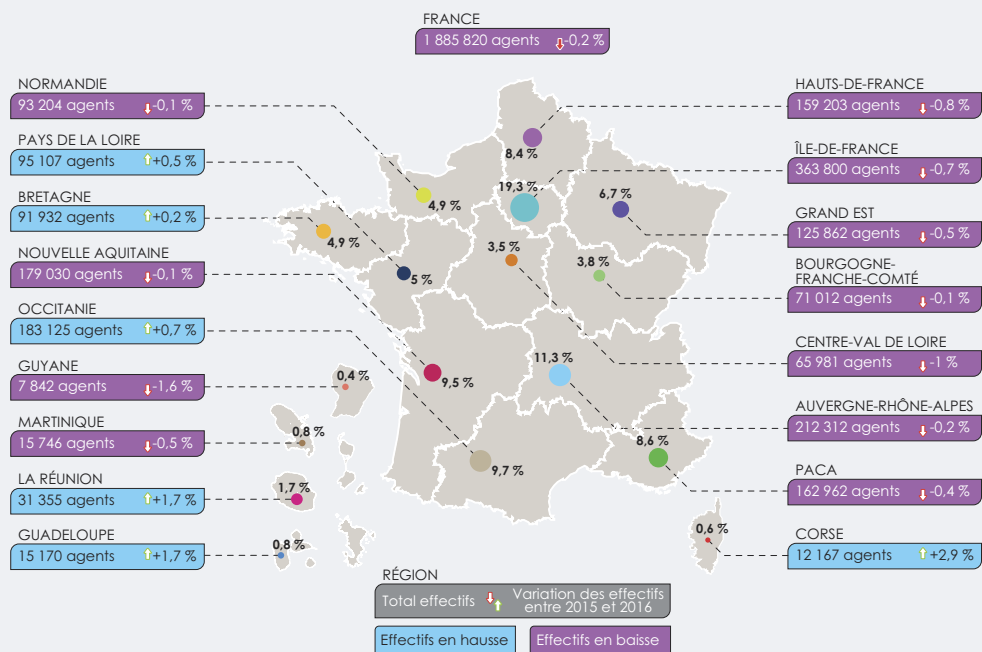 FRANCE
1 885 820 agents -0,2 %
NORMANDIE
93 204 agents -0,1 %
PAYS DE LA LOIRE
95 107 agents +0,5 %
BRETAGNE
91 932 agents +0,2 %
NOUVELLE AQUITAINE
179 030 agents -0,1 %
OCCITANIE
183 125 agents +0,7 %
GUYANE
7 842 agents -1,6 %
MARTINIQUE
15 746 agents -0,5 %
LA RÉUNION
31 355 agents +1,7 %
GUADELOUPE
15 170 agents +1,7 %
8,4 %
19,3 %
6,7 %
4,9 %
4,9 %
3,5 %
3,8 %
5 %
11,3 %
9,5 %
0,4 %
0,8 %
8,6 %
9,7 %
1,7 %
0,6 %
0,8 %
HAUTS-DE-FRANCE
159 203 agents -0,8 %
ÎLE-DE-FRANCE
363 800 agents -0,7 %
GRAND EST
125 862 agents -0,5 %
BOURGOGNE-
FRANCHE-COMTÉ
71 012 agents -0,1 %
CENTRE-VAL DE LOIRE
65 981 agents -1 %
AUVERGNE-RHÔNE-ALPES
212 312 agents -0,2 %
PACA
162 962 agents -0,4 %
CORSE
12 167 agents +2,9 %
RÉGION
Total effectifs Variation des effectifs
entre 2015 et 2016
Effectifs en hausse Effectifs en baisse